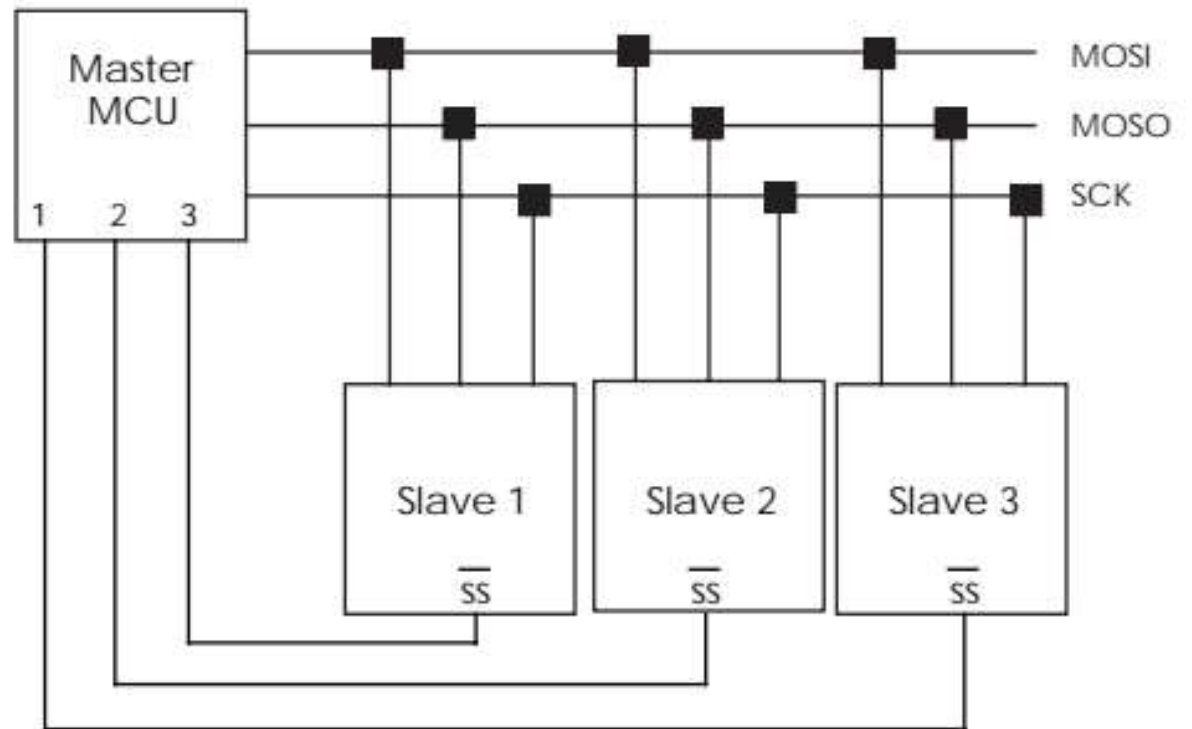 Master
MCU
1 2 3
MOSI
MOSO
SCK
Slave 1
SS
Slave 2
SS
Slave 3
SS